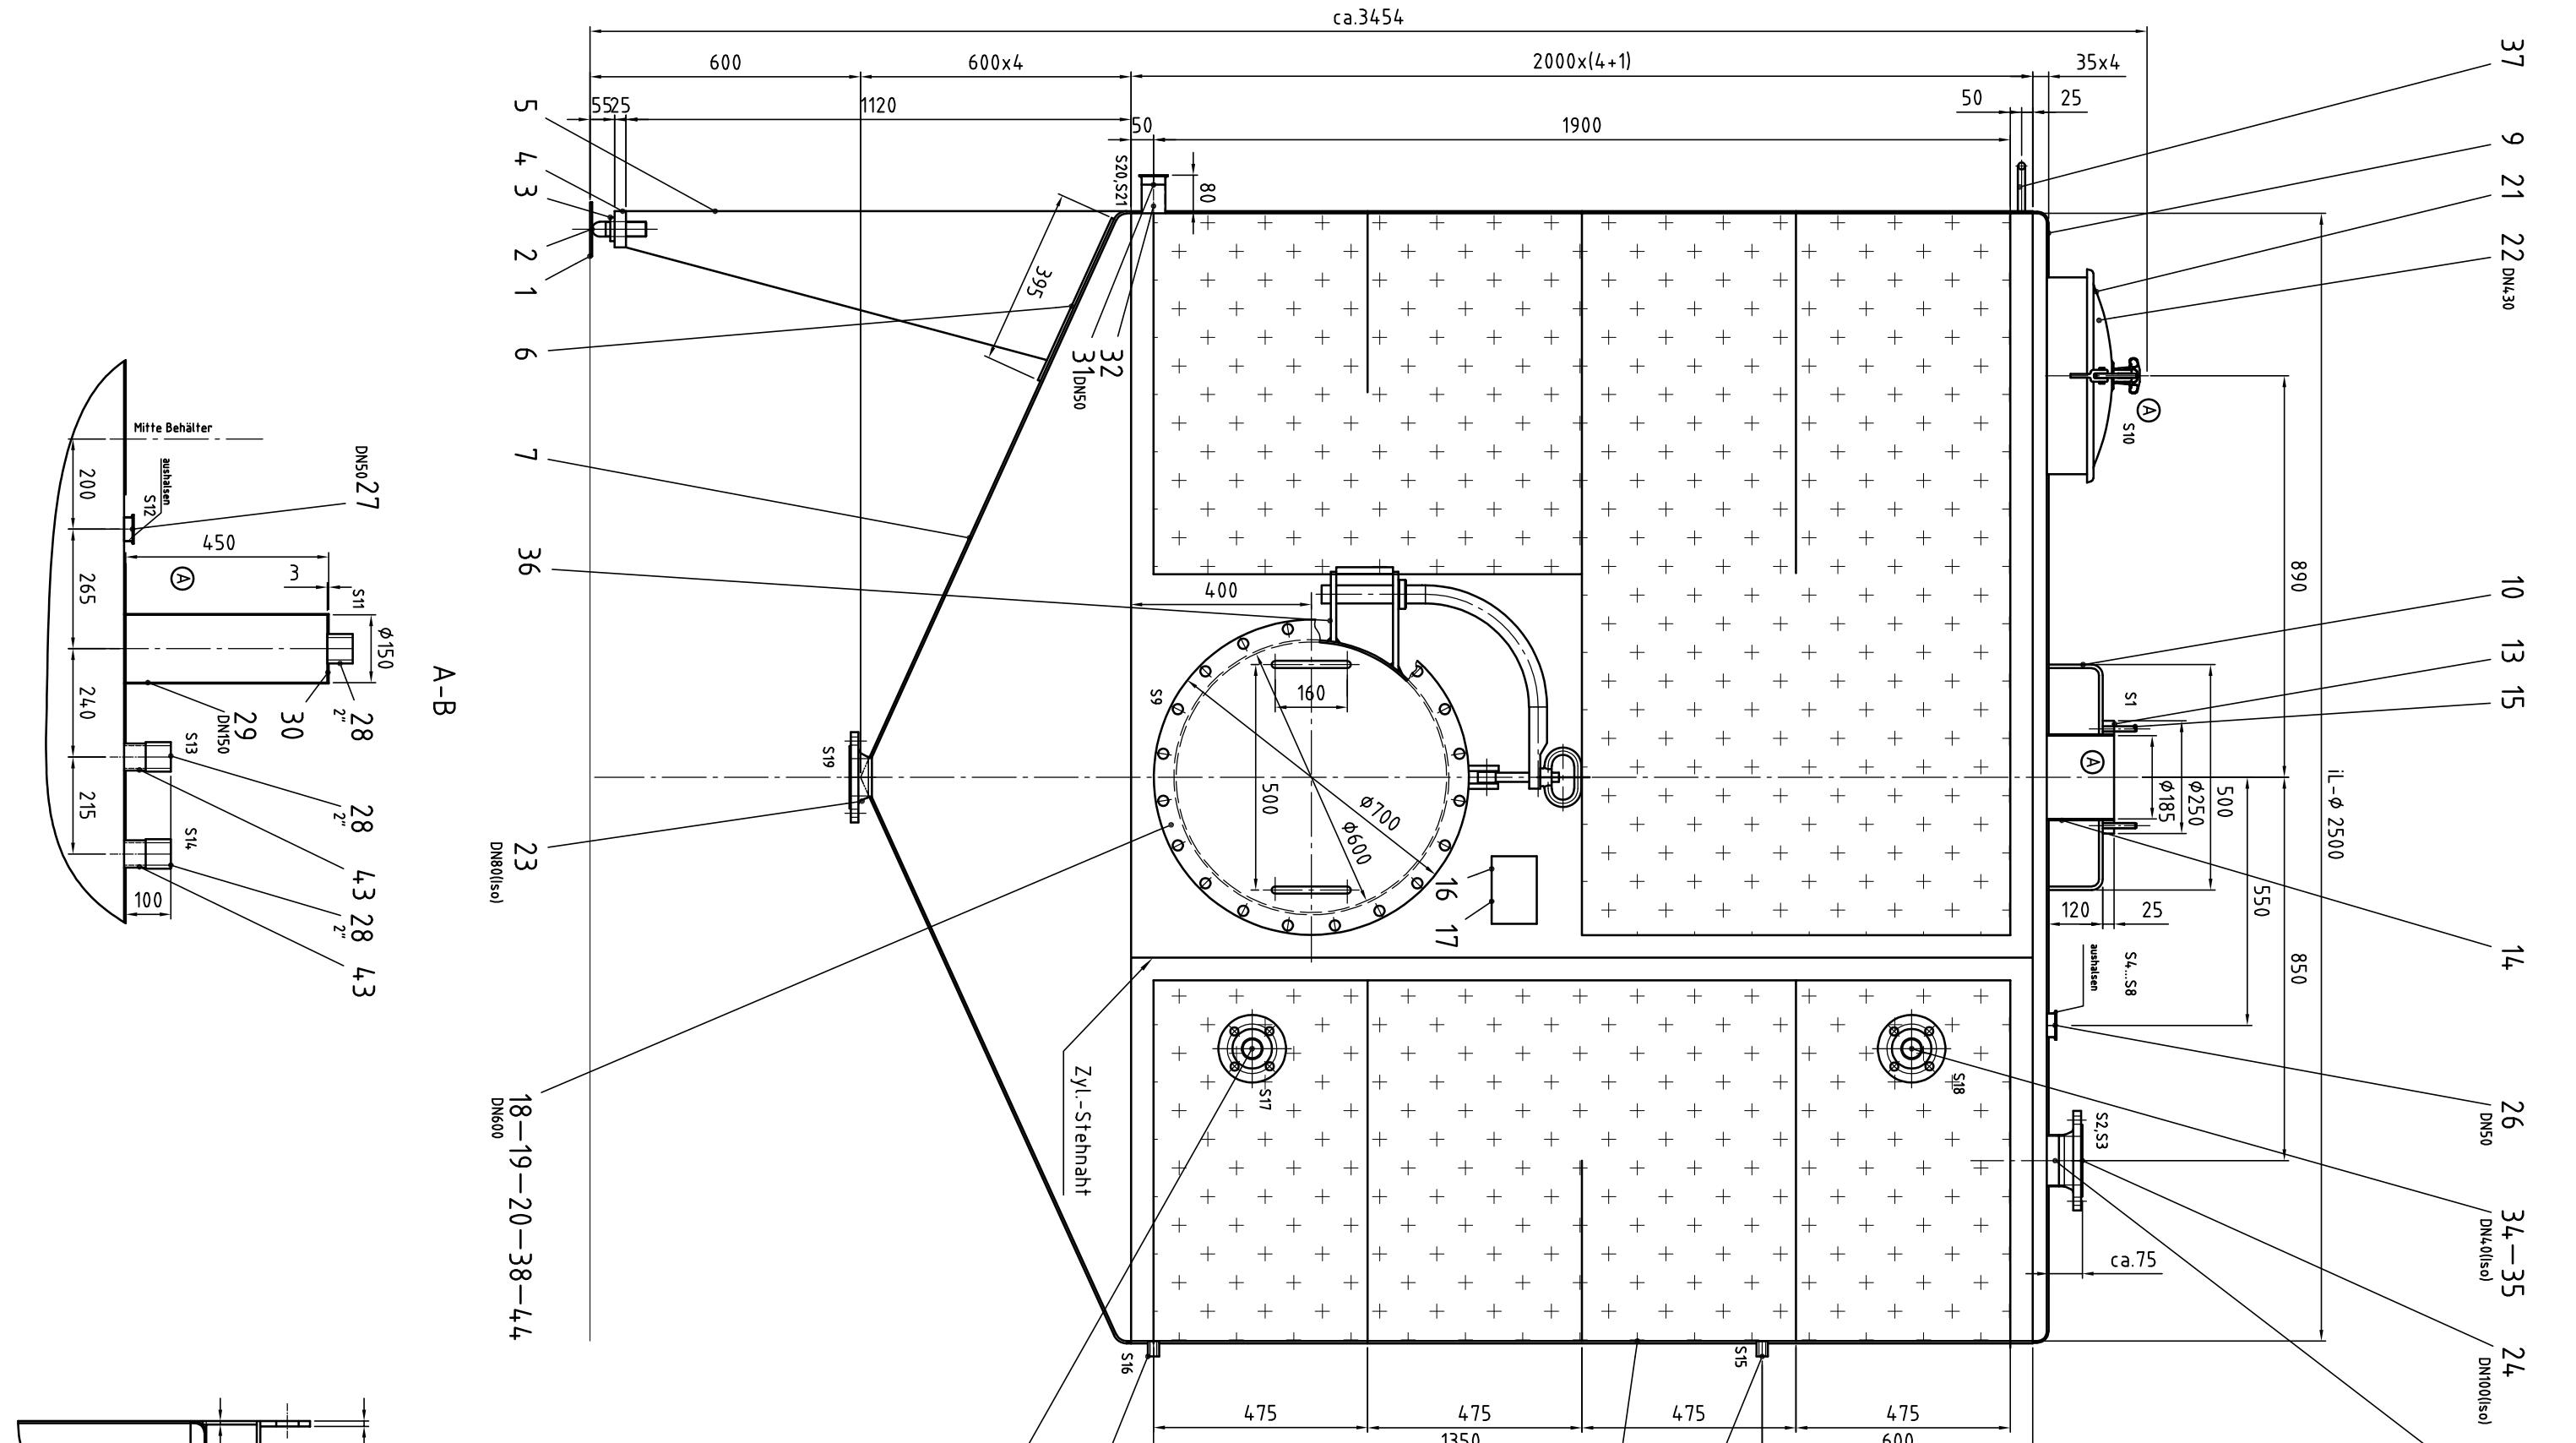 ca.3454
600
600x4
2000x(4+1)
35x4
55
25
1120
50
1900
50
25
37
9
21
22 DN430
5
4
3
2
1
6
7
36
S20,S21
80
395
32
31 DN50
A
S10
890
iL-ϕ 2500
10
13
15
S1
A
ϕ185
ϕ250
500
550
120
25
14
850
aushalsen
S4...S8
26
DN50
S2,S3
34—35
DN40(Iso)
ca.75
24
DN100(Iso)
400
160
S9
500
ϕ700
ϕ600
16
17
S19
23
DN80(Iso)
18—19—20—38—44
DN600
Zyl.-Stehnaht
S17
S18
S16
S15
475
475
475
475
1350
600
A-B
Mitte Behälter
200
aushalsen
S12
DN50 27
450
A
3
S11
ϕ150
265
240
215
28
2"
30
29
DN150
S13
28
2"
43
S14
28
2"
43
100